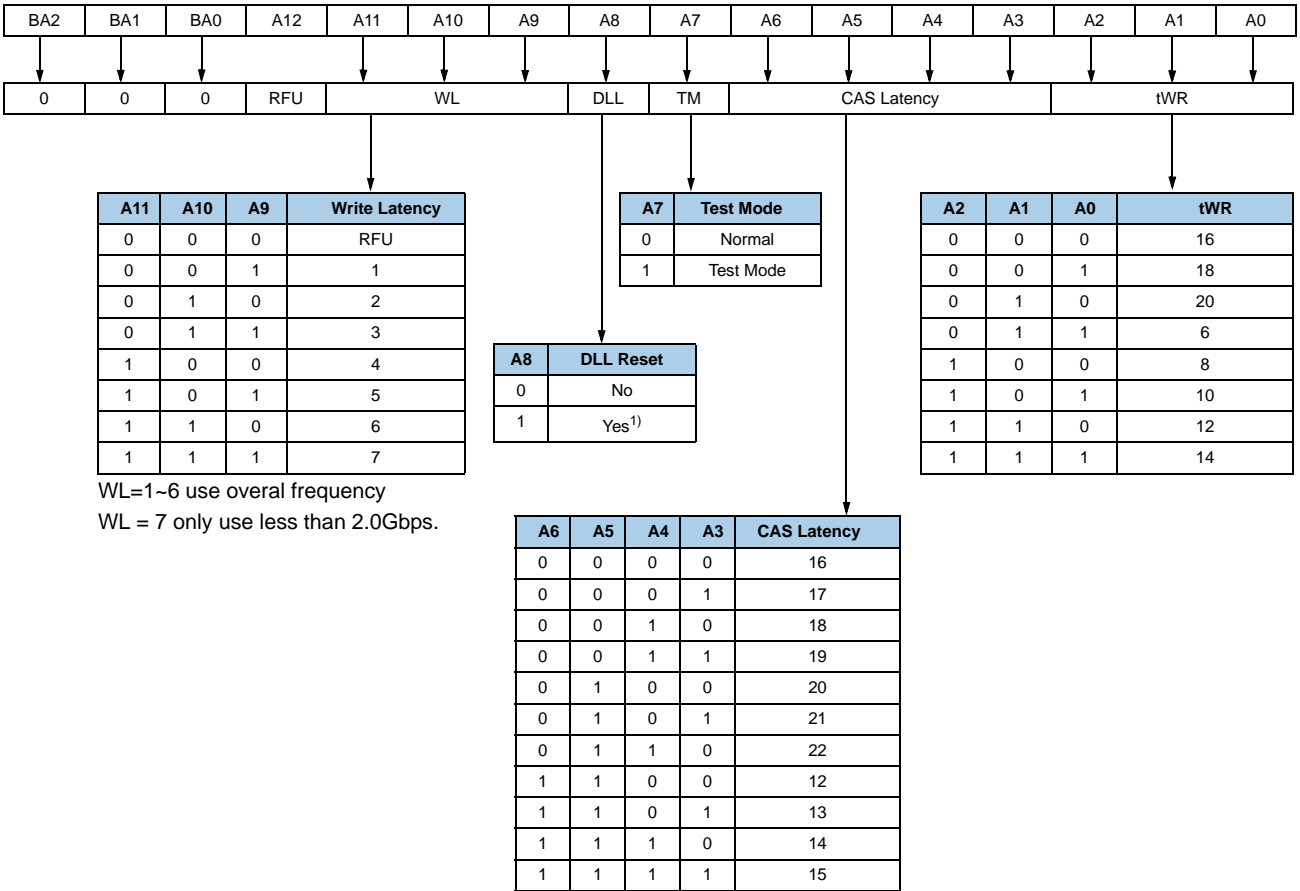 BA2 BA1 BA0 A12 A11 A10 A9 A8 A7 A6 A5 A4 A3 A2 A1 A0
0 0 0 RFU WL DLL TM CAS Latency tWR
A11 A10 A9 Write Latency
0 0 0 RFU
0 0 1 1
0 1 0 2
0 1 1 3
1 0 0 4
1 0 1 5
1 1 0 6
1 1 1 7
WL=1~6 use overal frequency
WL = 7 only use less than 2.0Gbps.
A8 DLL Reset
0 No
1 Yes1)
A7 Test Mode
0 Normal
1 Test Mode
A6 A5 A4 A3 CAS Latency
0 0 0 0 16
0 0 0 1 17
0 0 1 0 18
0 0 1 1 19
0 1 0 0 20
0 1 0 1 21
0 1 1 0 22
1 1 0 0 12
1 1 0 1 13
1 1 1 0 14
1 1 1 1 15
A2 A1 A0 tWR
0 0 0 16
0 0 1 18
0 1 0 20
0 1 1 6
1 0 0 8
1 0 1 10
1 1 0 12
1 1 1 14